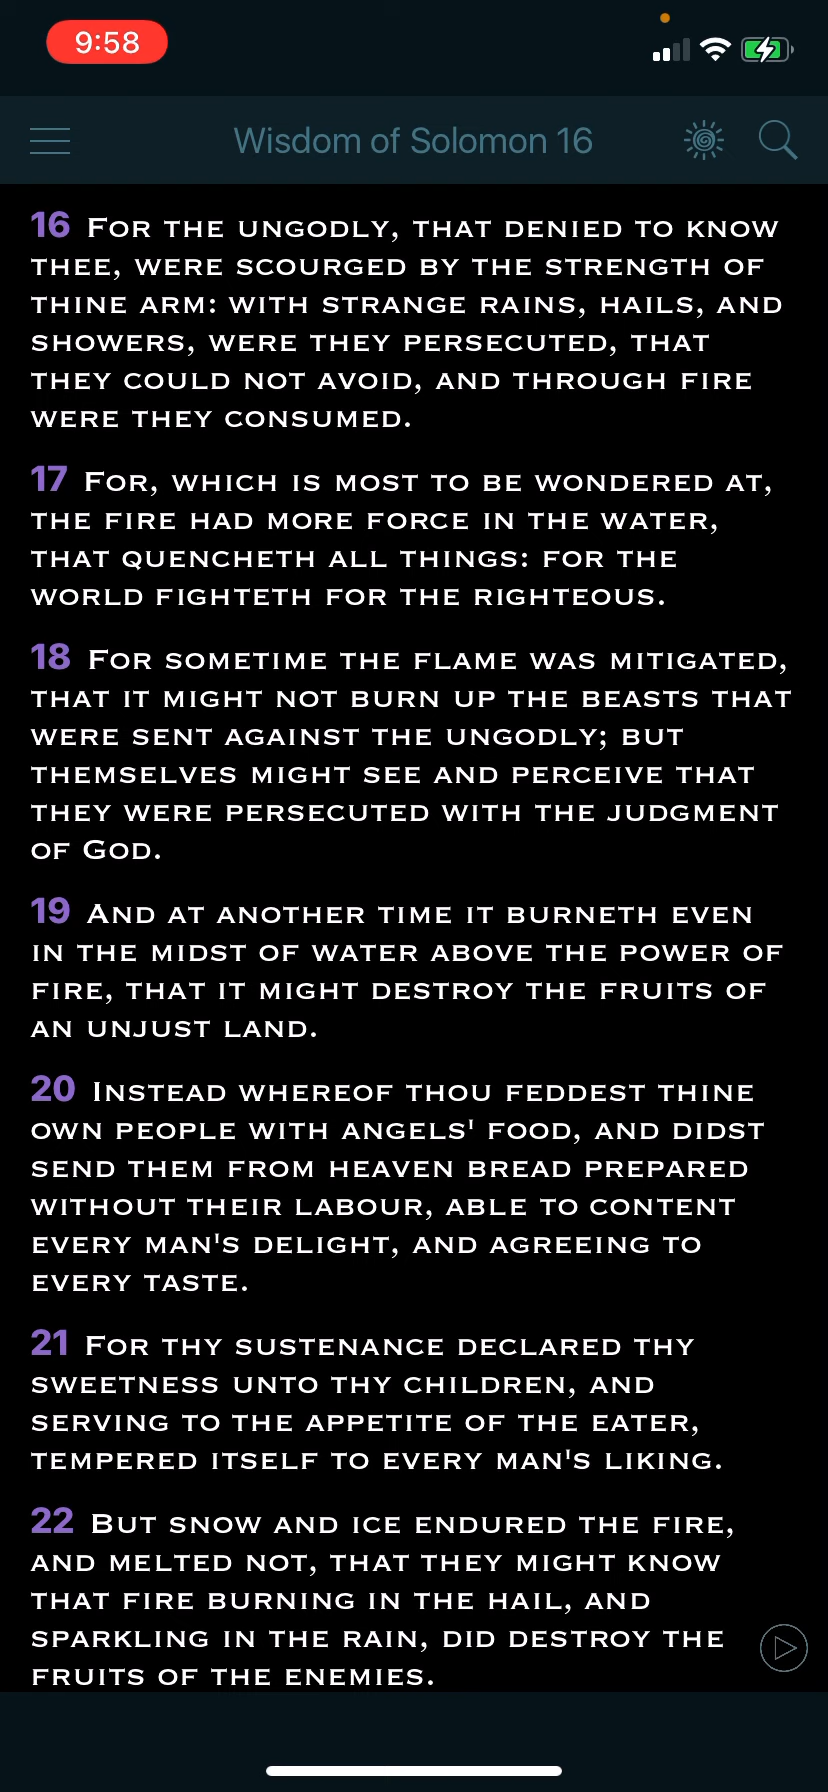 9:58
Wisdom of Solomon 16
16 For the ungodly, that denied to know
thee, were scourged by the strength of
thine arm: with strange rains, hails, and
showers, were they persecuted, that
they could not avoid, and through fire
were they consumed.
17 For, which is most to be wondered at,
the fire had more force in the water,
that quencheth all things: for the
world fighteth for the righteous.
18 For sometime the flame was mitigated,
that it might not burn up the beasts that
were sent against the ungodly; but
themselves might see and perceive that
they were persecuted with the judgment
of God.
19 And at another time it burneth even
in the midst of water above the power of
fire, that it might destroy the fruits of
an unjust land.
20 Instead whereof thou feddest thine
own people with angels' food, and didst
send them from heaven bread prepared
without their labour, able to content
every man's delight, and agreeing to
every taste.
21 For thy sustenance declared thy
sweetness unto thy children, and
serving to the appetite of the eater,
tempered itself to every man's liking.
22 But snow and ice endured the fire,
and melted not, that they might know
that fire burning in the hail, and
sparkling in the rain, did destroy the
fruits of the enemies.